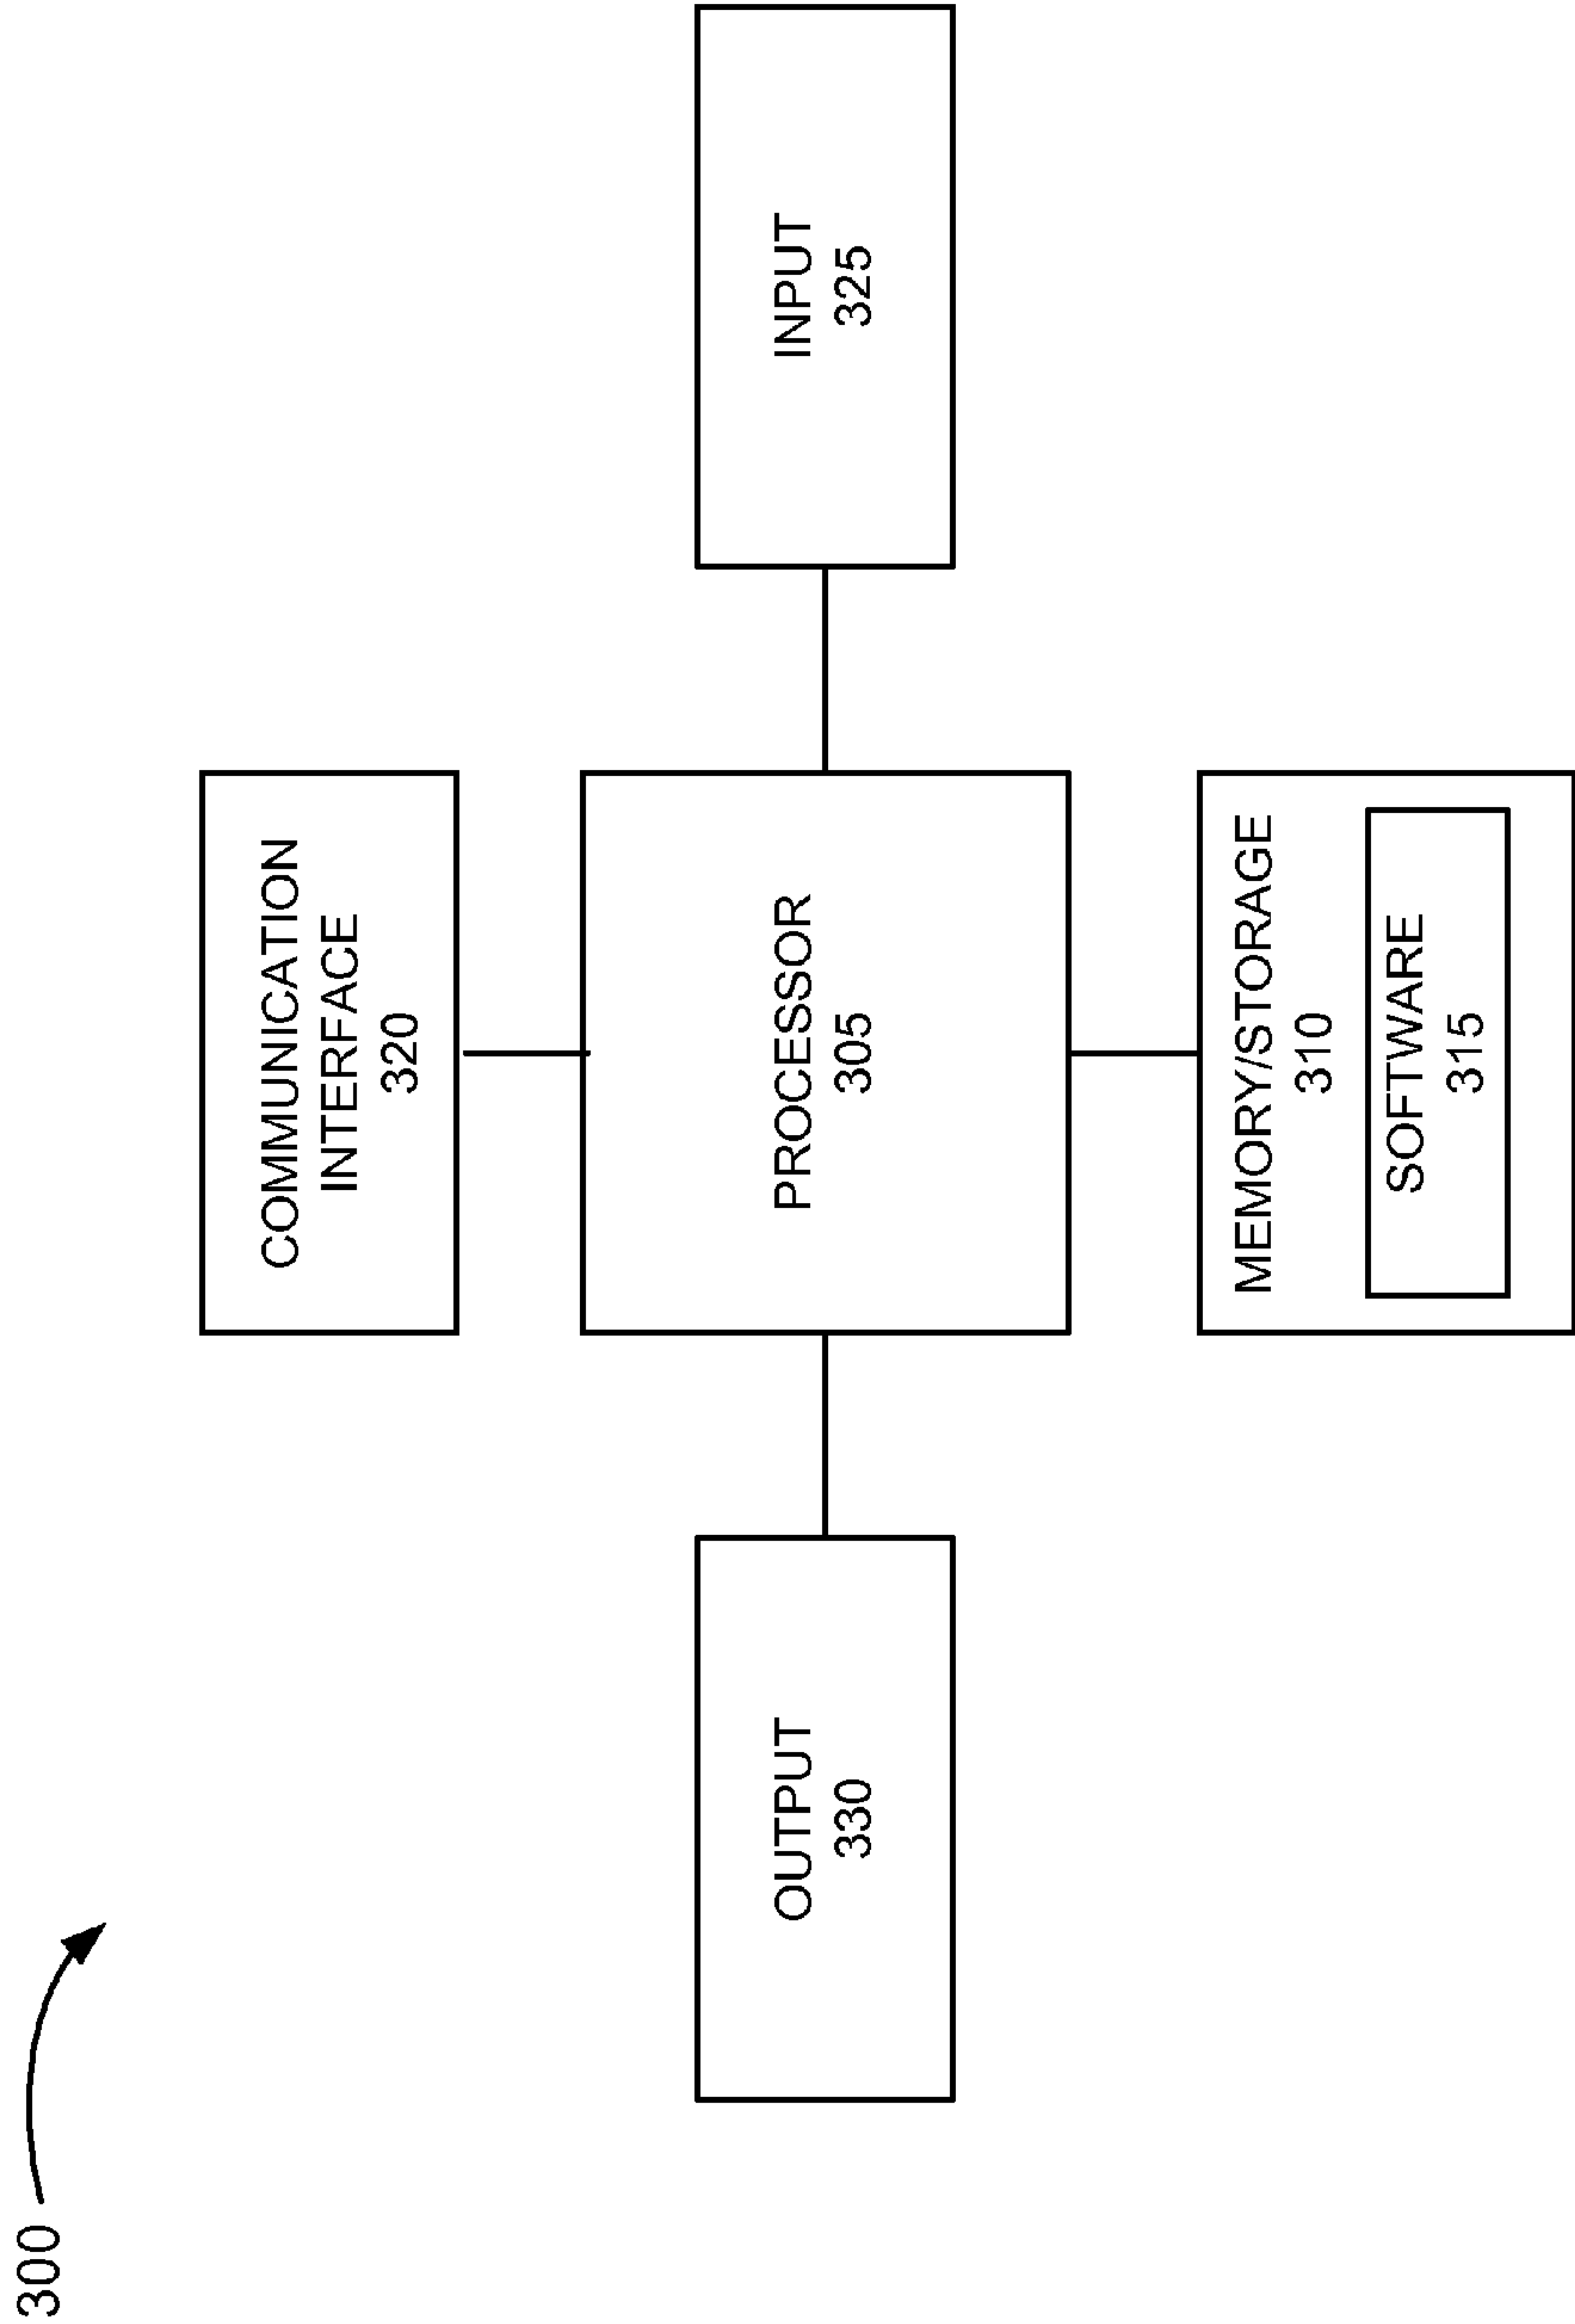 300
COMMUNICATION
INTERFACE
320
OUTPUT
330
PROCESSOR
305
INPUT
325
MEMORY/STORAGE
310
SOFTWARE
315